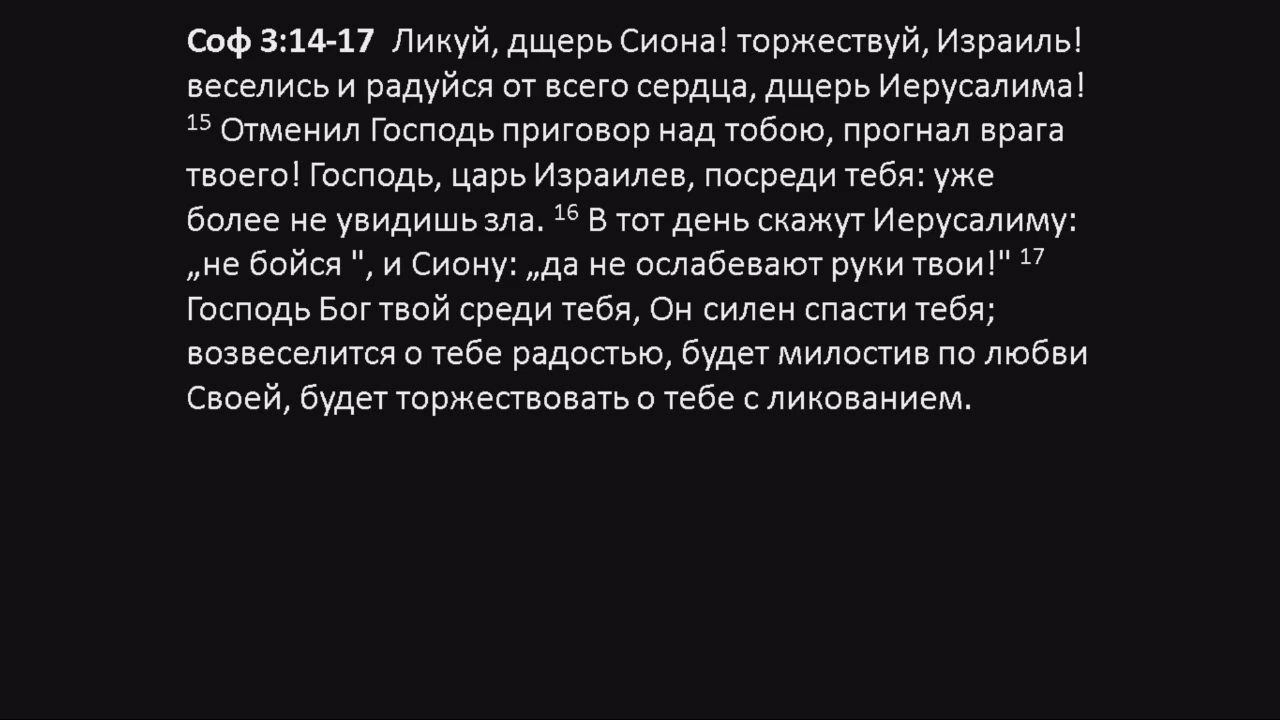 Соф 3:14-17 Ликуй, дщерь Сиона! торжествуй, Израиль!
веселись и радуйся от всего сердца, дщерь Иерусалима!
15 Отменил Господь приговор над тобою, прогнал врага
твоего! Господь, царь Израилев, посреди тебя: уже
более не увидишь зла. 16 В тот день скажут Иерусалиму:
„не бойся ", и Сиону: „да не ослабевают руки твои!" 17
Господь Бог твой среди тебя, Он силен спасти тебя;
возвеселится о тебе радостью, будет милостив по любви
Своей, будет торжествовать о тебе с ликованием.